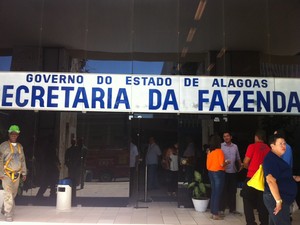 GOVERNO DO ESTADO DE ALAGOAS
ECRETARIA DA FAZENDA